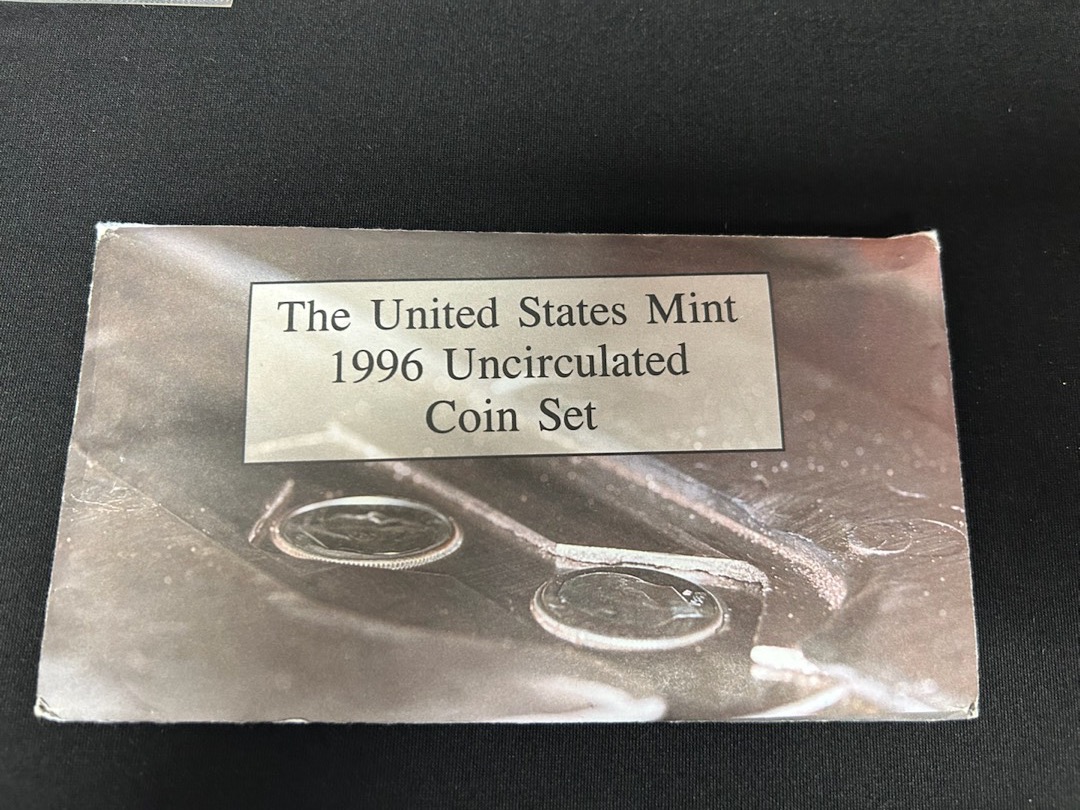 The United States Mint
1996 Uncirculated
Coin Set